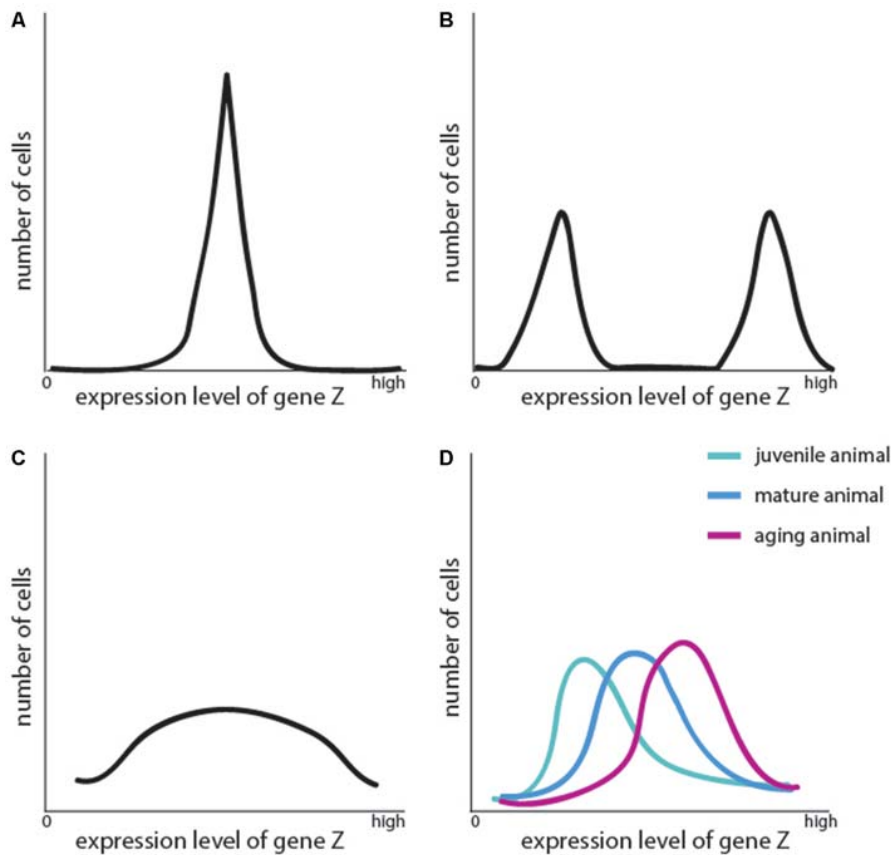 A
number of cells
0
high
expression level of gene Z
B
number of cells
0
high
expression level of gene Z
C
number of cells
0
high
expression level of gene Z
D
juvenile animal
mature animal
aging animal
number of cells
0
high
expression level of gene Z